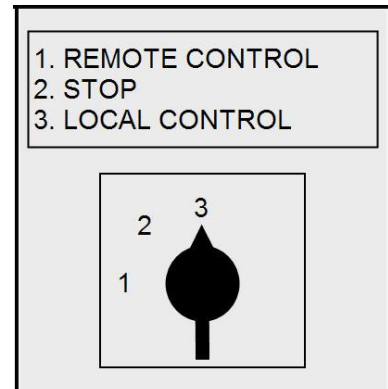 1. REMOTE CONTROL
2. STOP
3. LOCAL CONTROL
3
2
1